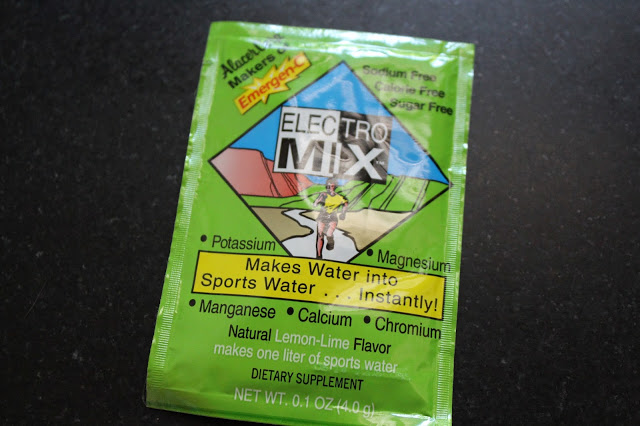 Makers of
Emergen-C
Sodium Free
Calorie Free
Sugar Free
ELECTRO
MIX
• Potassium
• Magnesium
Makes Water into
Sports Water . . . Instantly!
• Manganese • Calcium • Chromium
Natural Lemon-Lime Flavor
makes one liter of sports water
DIETARY SUPPLEMENT
NET WT. 0.1 OZ (4.0 g)